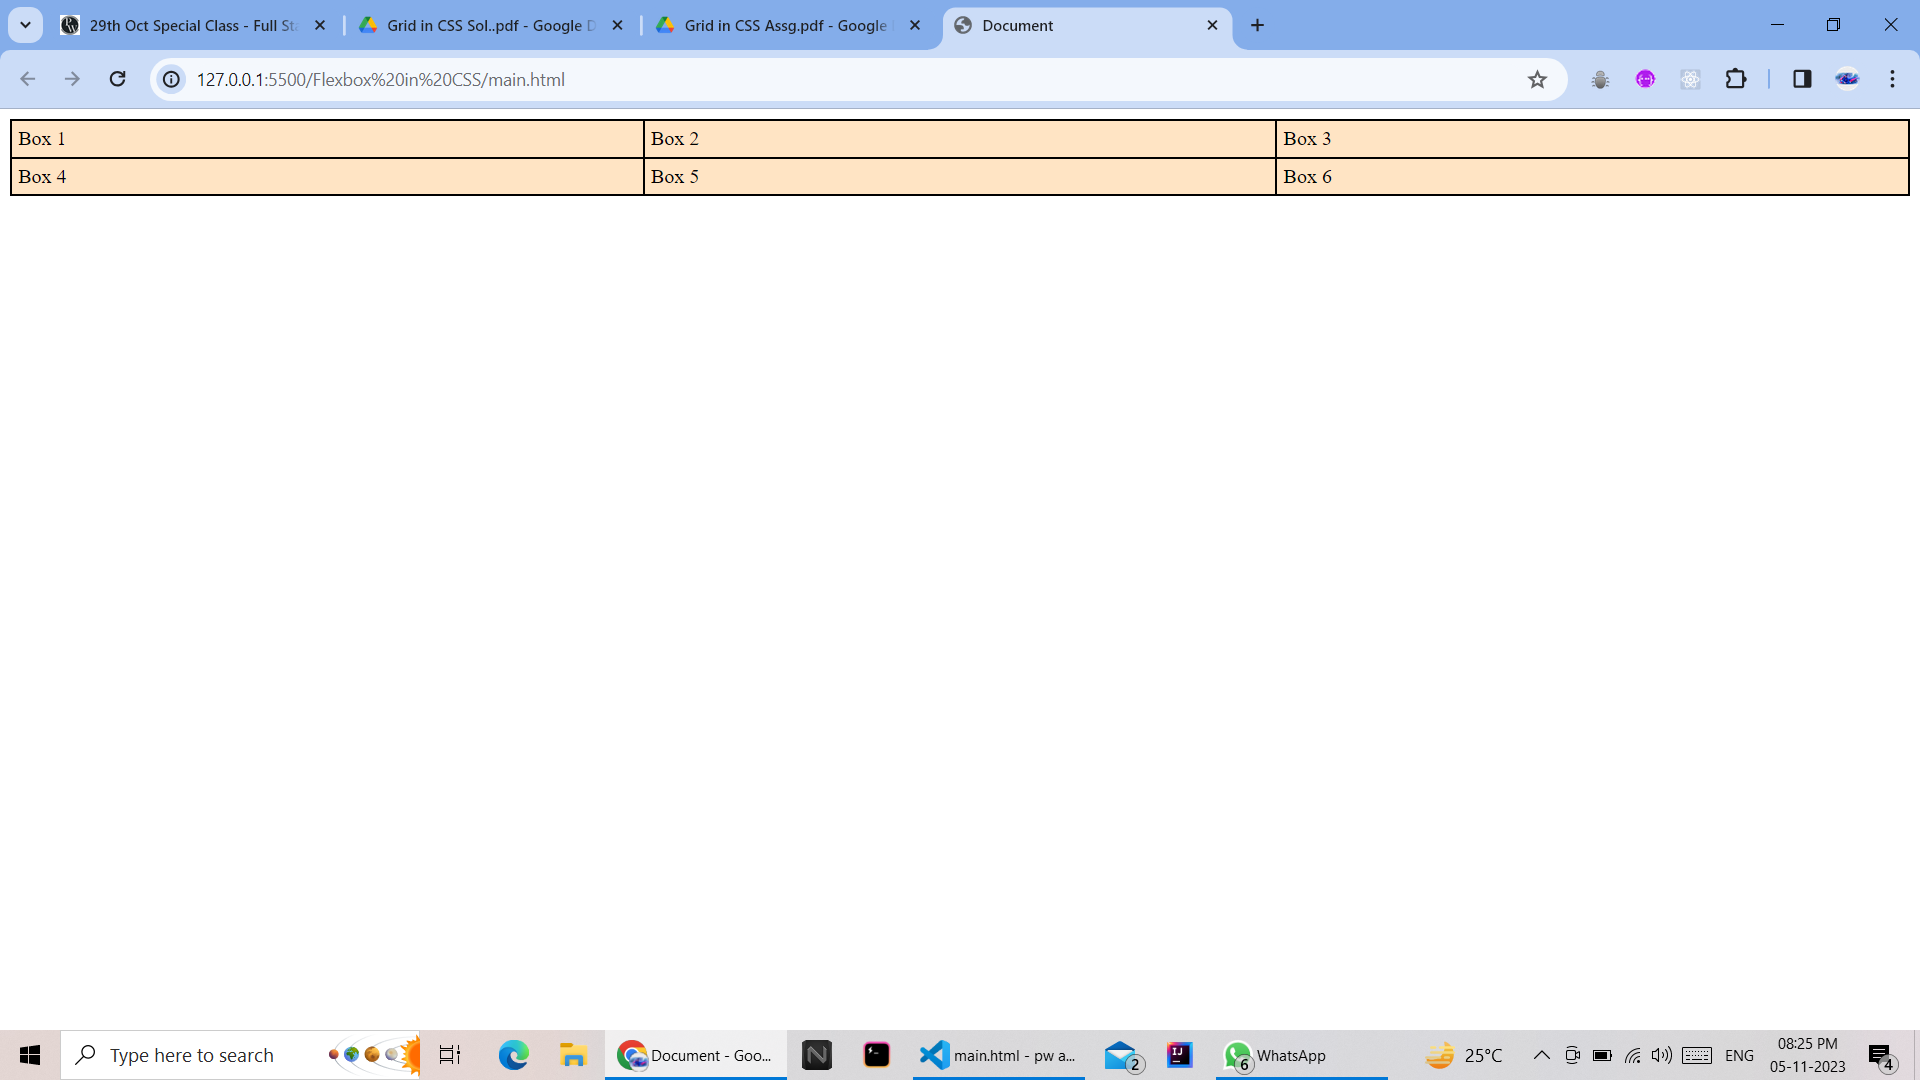 29th Oct Special Class - Full Sta
Grid in CSS Sol..pdf - Google D
Grid in CSS Assg.pdf - Google
Document
127.0.0.1:5500/Flexbox%20in%20CSS/main.html
Box 1 Box 2 Box 3
Box 4 Box 5 Box 6
Type here to search
Document - Goo...
main.html - pw a...
2
6
WhatsApp
25°C
ENG
08:25 PM
05-11-2023
4